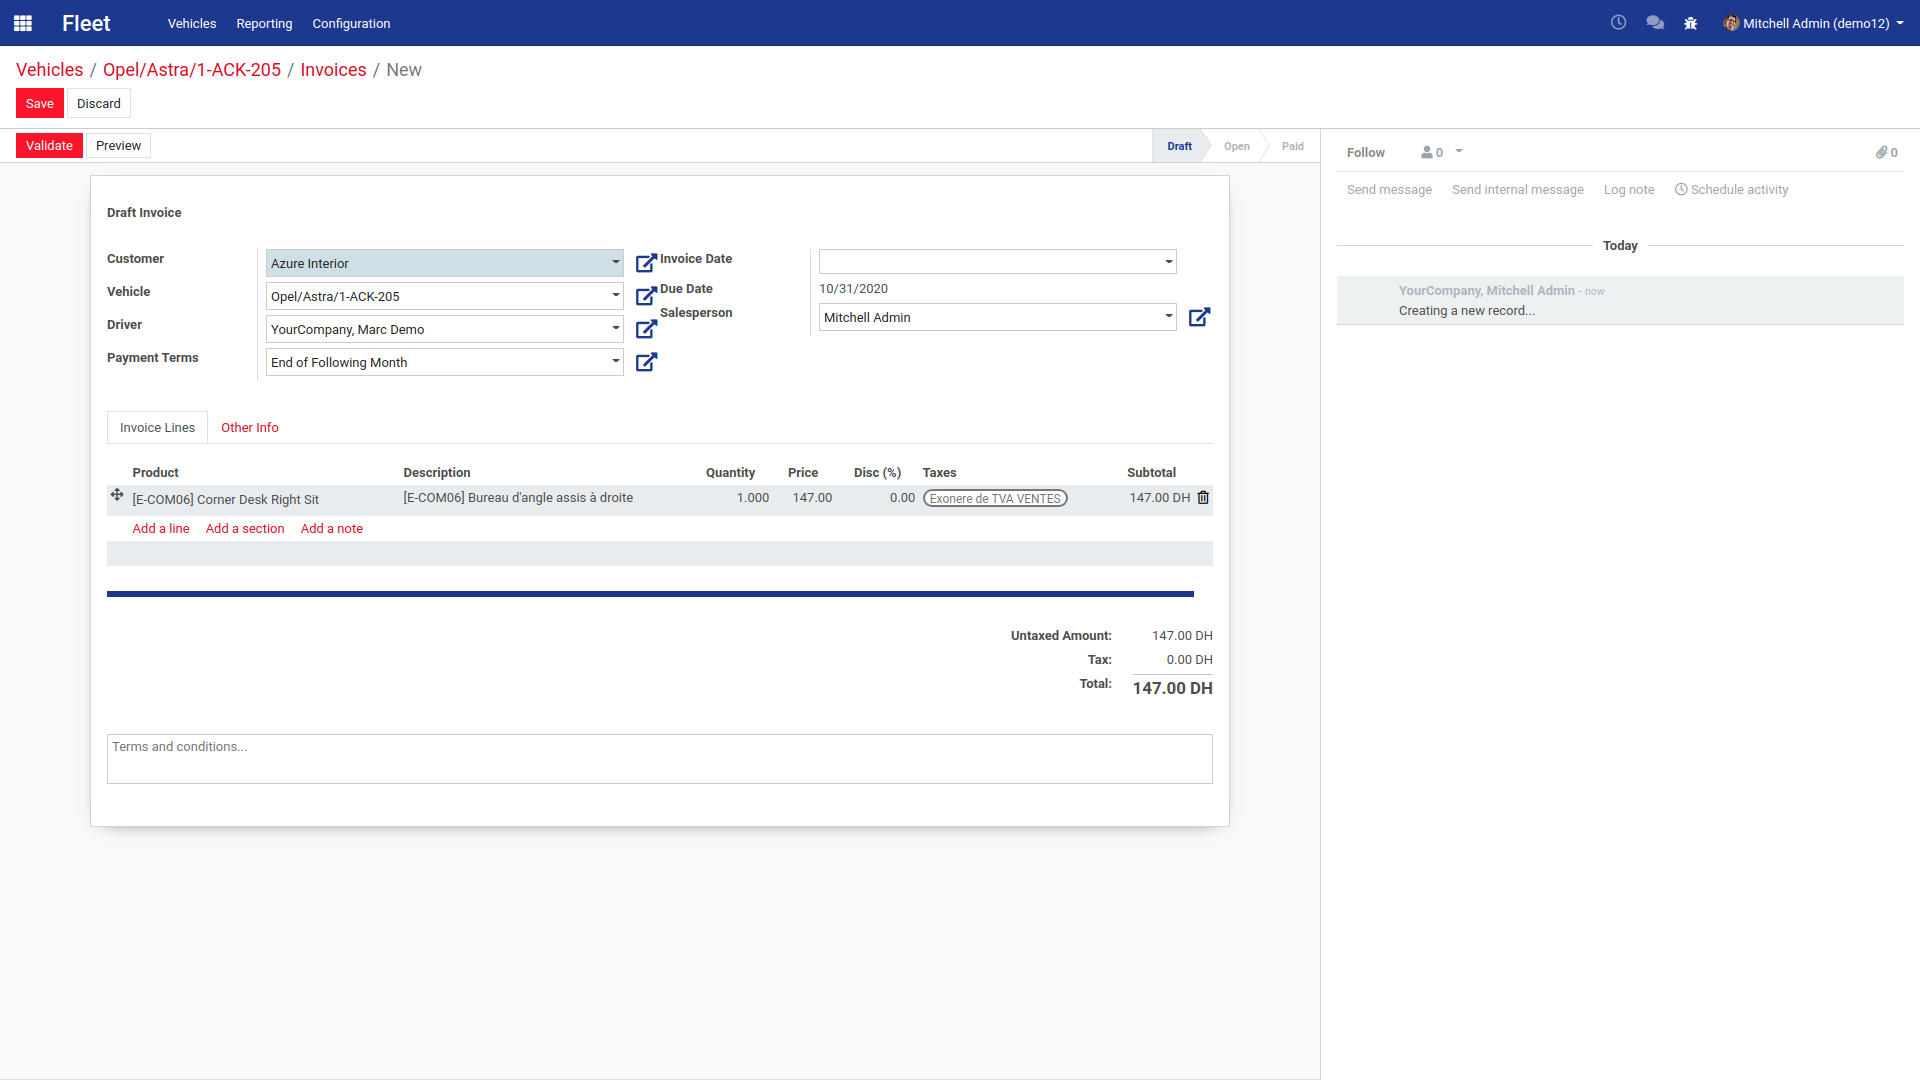 Fleet Vehicles Reporting Configuration Mitchell Admin (demo12)
Vehicles / Opel/Astra/1-ACK-205 / Invoices / New
Save Discard
Validate Preview Draft Open Paid
Follow 0 0
Send message Send internal message Log note Schedule activity
Today
YourCompany, Mitchell Admin - now
Creating a new record...
Draft Invoice
Customer Azure Interior
Vehicle Opel/Astra/1-ACK-205
Driver YourCompany, Marc Demo
Payment Terms End of Following Month
Invoice Date
Due Date 10/31/2020
Salesperson Mitchell Admin
Invoice Lines Other Info
Product Description Quantity Price Disc (%) Taxes Subtotal
[E-COM06] Corner Desk Right Sit [E-COM06] Bureau d'angle assis à droite 1.000 147.00 0.00 Exonere de TVA VENTES 147.00 DH
Add a line Add a section Add a note
Untaxed Amount: 147.00 DH
Tax: 0.00 DH
Total: 147.00 DH
Terms and conditions...